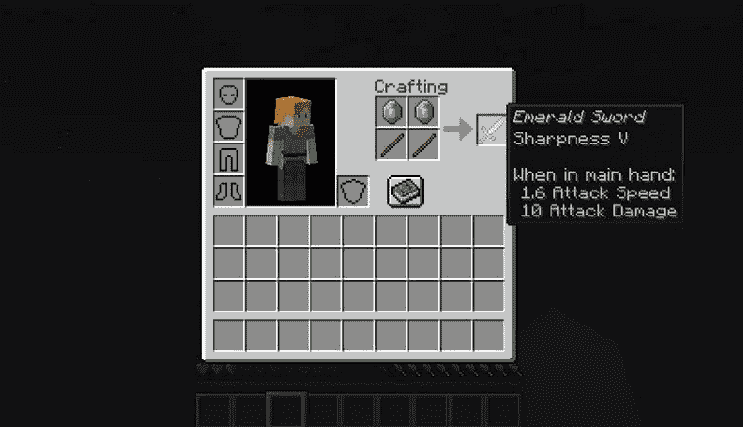 Crafting
Emerald Sword
Sharpness V
When in main hand:
1.6 Attack Speed
10 Attack Damage